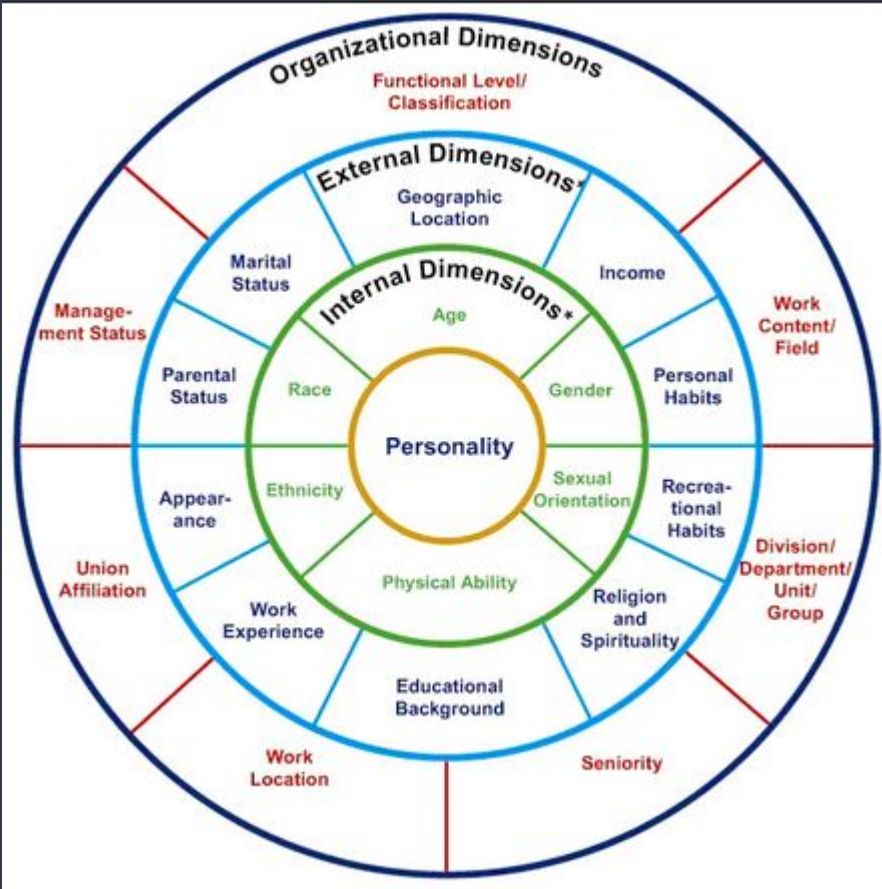 Organizational Dimensions
Functional Level/
Classification
External Dimensions*
Geographic
Location
Marital
Status
Income
Internal Dimensions*
Age
Manage-
ment Status
Work
Content/
Field
Parental
Status
Race
Gender
Personal
Habits
Personality
Appear-
ance
Ethnicity
Sexual
Orientation
Recrea-
tional
Habits
Union
Affiliation
Physical Ability
Division/
Department/
Unit/
Group
Work
Experience
Religion
and
Spirituality
Educational
Background
Work
Location
Seniority